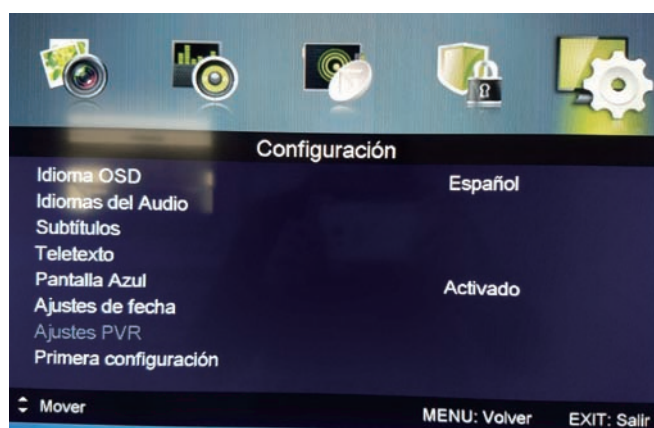 Configuración
Idioma OSD Español
Idiomas del Audio
Subtítulos
Teletexto
Pantalla Azul Activado
Ajustes de fecha
Ajustes PVR
Primera configuración
Mover MENU: Volver EXIT: Salir